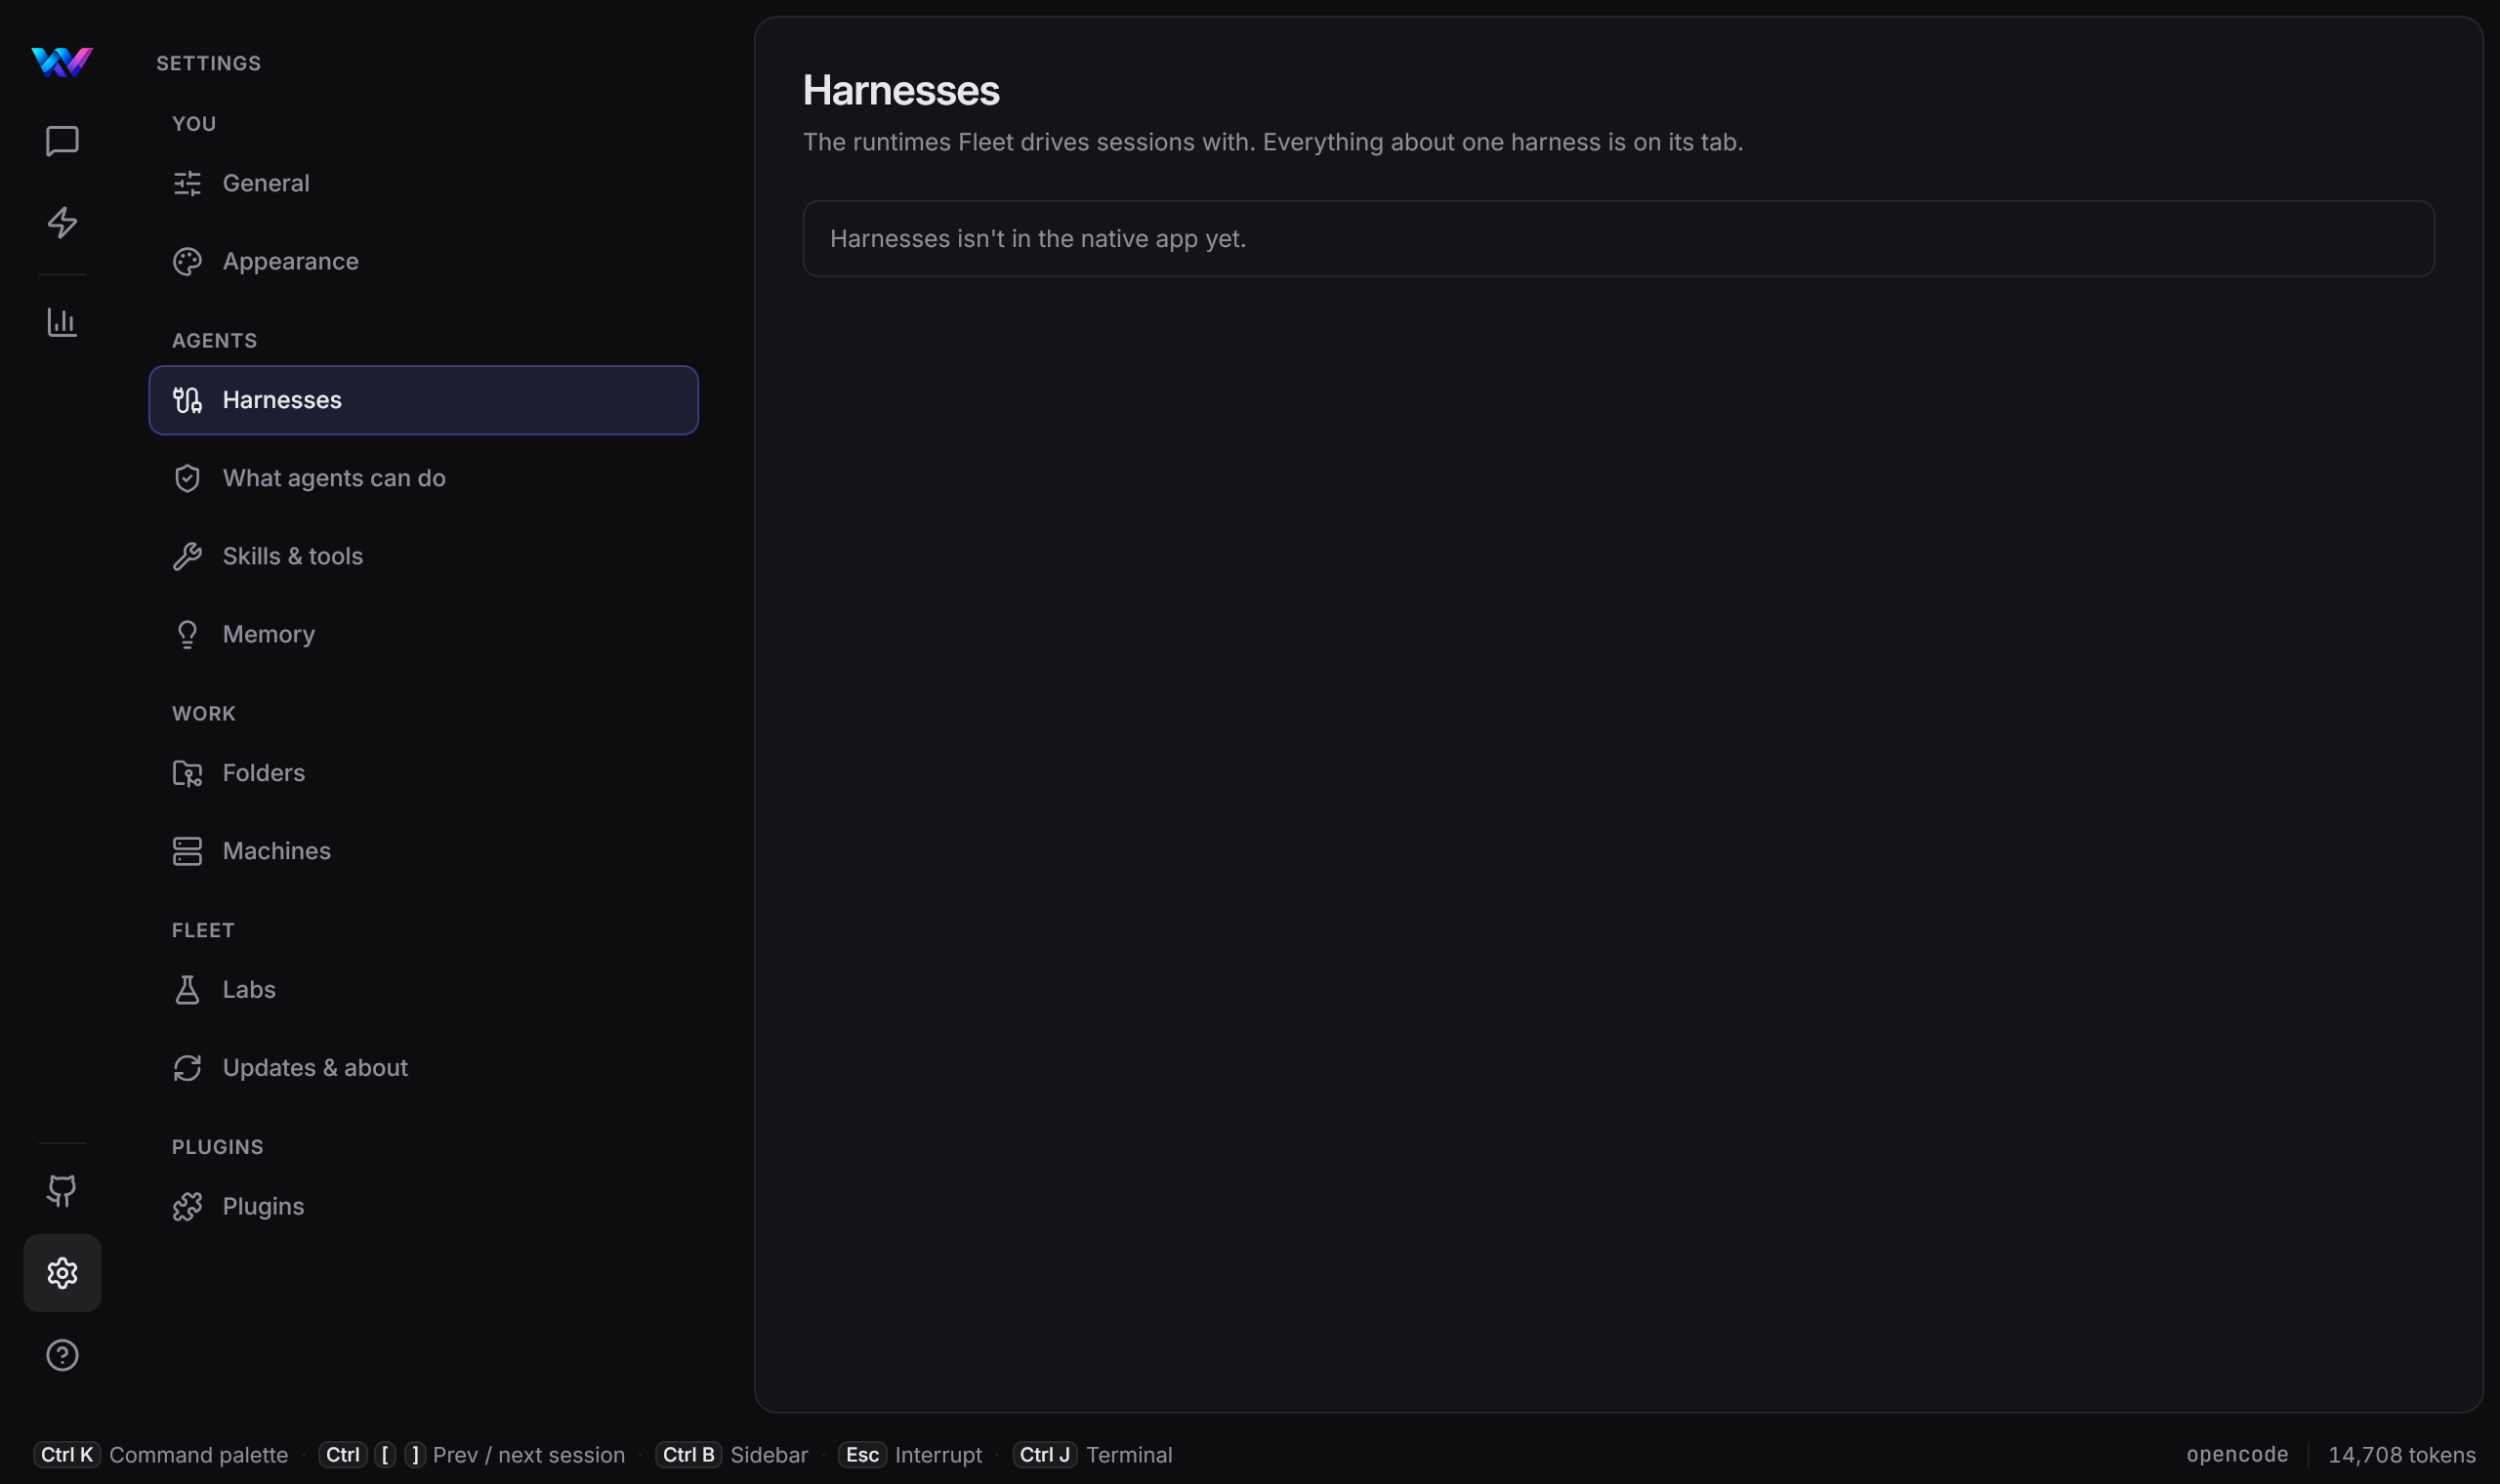 SETTINGS
YOU
General
Appearance
AGENTS
Harnesses
What agents can do
Skills & tools
Memory
WORK
Folders
Machines
FLEET
Labs
Updates & about
PLUGINS
Plugins
Harnesses
The runtimes Fleet drives sessions with. Everything about one harness is on its tab.
Harnesses isn't in the native app yet.
Ctrl K Command palette · Ctrl [ ] Prev / next session · Ctrl B Sidebar · Esc Interrupt · Ctrl J Terminal
opencode 14,708 tokens